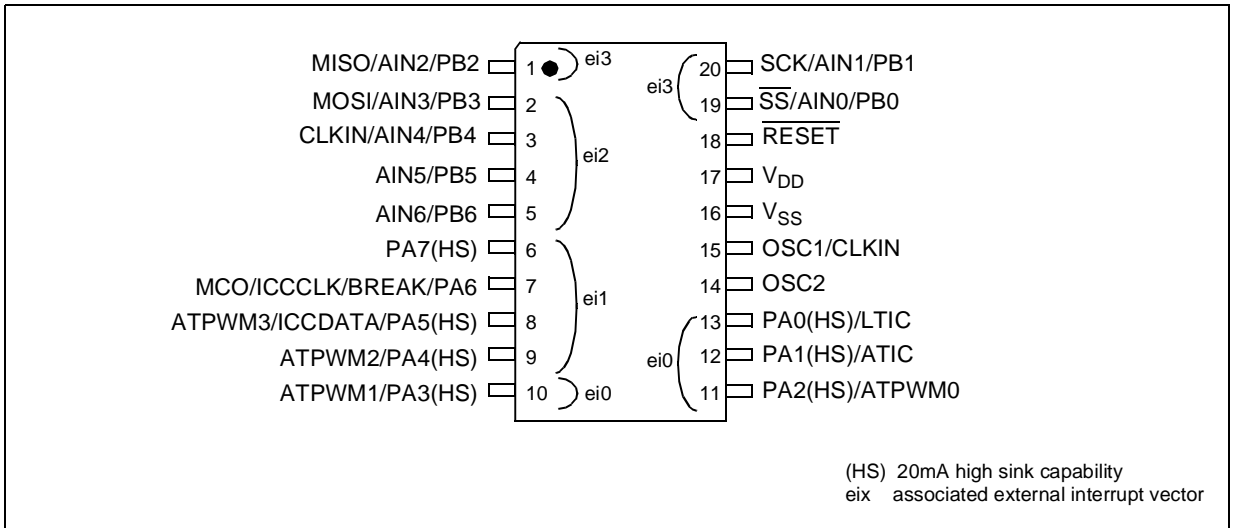 MISO/AIN2/PB2 1 ei3 20 SCK/AIN1/PB1
MOSI/AIN3/PB3 2 ei3 19 SS/AIN0/PB0
CLKIN/AIN4/PB4 3 ei2 18 RESET
AIN5/PB5 4 17 VDD
AIN6/PB6 5 16 VSS
PA7(HS) 6 15 OSC1/CLKIN
MCO/ICCCLK/BREAK/PA6 7 ei1 14 OSC2
ATPWM3/ICCDATA/PA5(HS) 8 13 PA0(HS)/LTIC
ATPWM2/PA4(HS) 9 ei0 12 PA1(HS)/ATIC
ATPWM1/PA3(HS) 10 ei0 11 PA2(HS)/ATPWM0
(HS) 20mA high sink capability
eix associated external interrupt vector